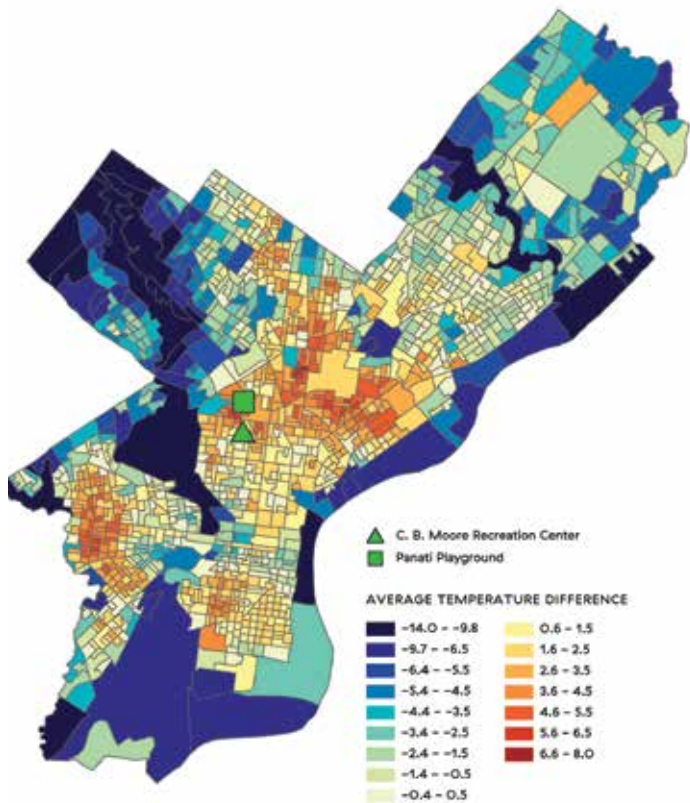 C. B. Moore Recreation Center
Panati Playground
AVERAGE TEMPERATURE DIFFERENCE
-14.0 – -9.8
-9.7 – -6.5
-6.4 – -5.5
-5.4 – -4.5
-4.4 – -3.5
-3.4 – -2.5
-2.4 – -1.5
-1.4 – -0.5
-0.4 – 0.5
0.6 – 1.5
1.6 – 2.5
2.6 – 3.5
3.6 – 4.5
4.6 – 5.5
5.6 – 6.5
6.6 – 8.0